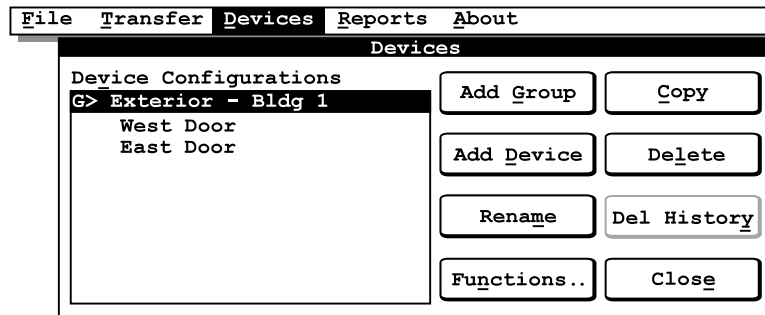 File Transfer Devices Reports About
Devices
Device Configurations
G> Exterior - Bldg 1
West Door
East Door
Add Group
Copy
Add Device
Delete
Rename
Del History
Functions..
Close